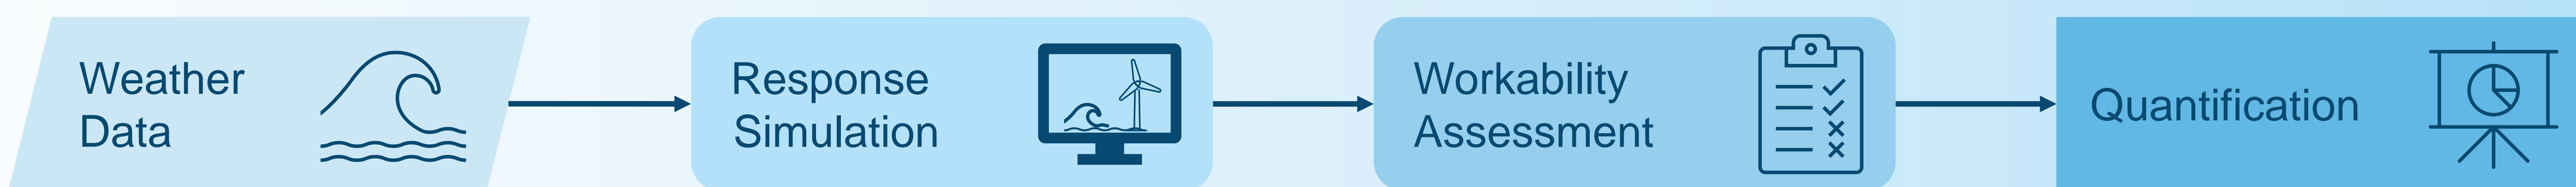 Weather
Data
Response
Simulation
Workability
Assessment
Quantification